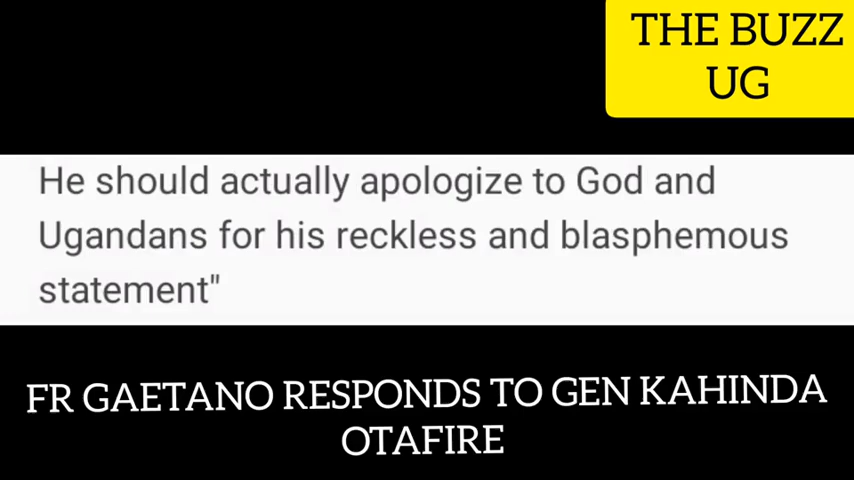 THE BUZZ
UG
He should actually apologize to God and
Ugandans for his reckless and blasphemous
statement"
FR GAETANO RESPONDS TO GEN KAHINDA
OTAFIRE